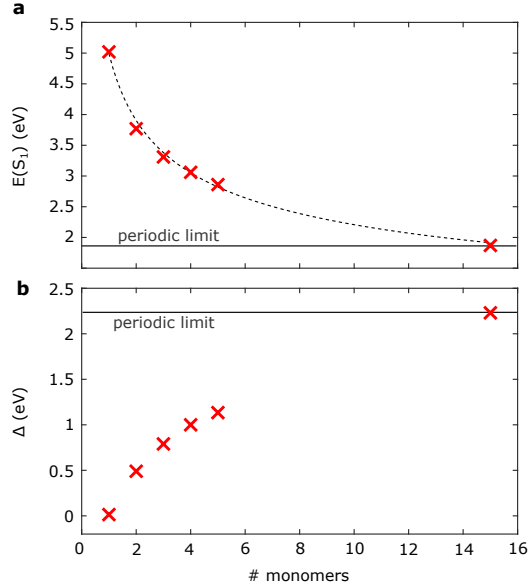 a
5.5
5
4.5
4
3.5
3
2.5
2
E(S₁) (eV)
periodic limit
b
2.5
2
1.5
1
0.5
0
Δ (eV)
periodic limit
0 2 4 6 8 10 12 14 16
# monomers